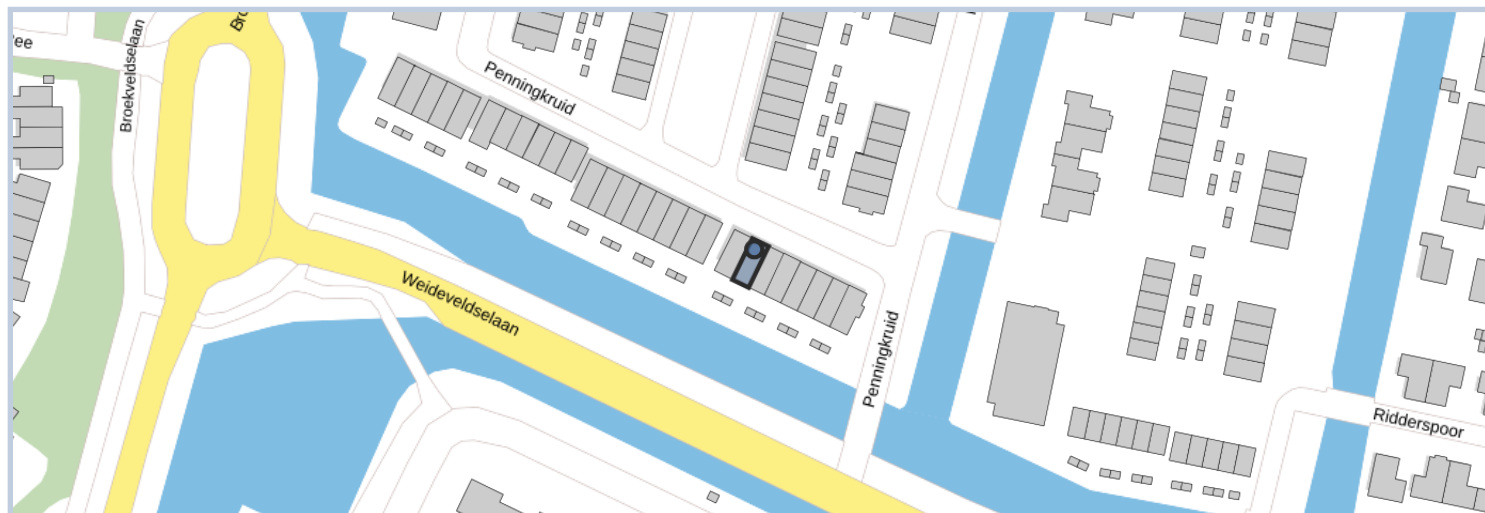 Broekveldselaan
Penningkruid
Weideveldselaan
Penningkruid
Ridderspoor